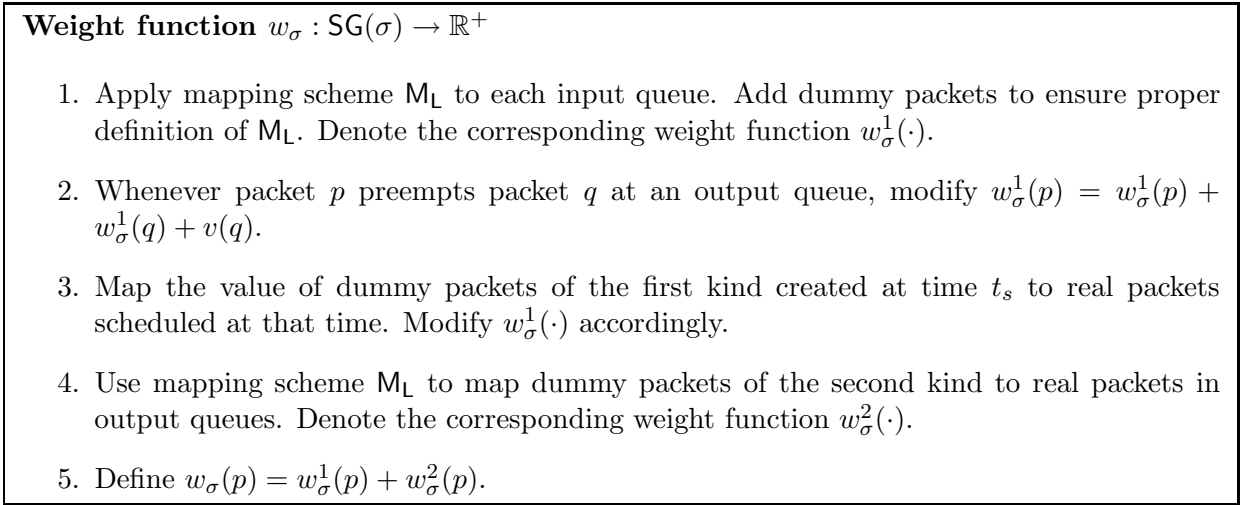 Weight function w_σ : SG(σ) → ℝ⁺
1. Apply mapping scheme M_L to each input queue. Add dummy packets to ensure proper
definition of M_L. Denote the corresponding weight function w¹_σ(·).
2. Whenever packet p preempts packet q at an output queue, modify w¹_σ(p) = w¹_σ(p) +
w¹_σ(q) + v(q).
3. Map the value of dummy packets of the first kind created at time t_s to real packets
scheduled at that time. Modify w¹_σ(·) accordingly.
4. Use mapping scheme M_L to map dummy packets of the second kind to real packets in
output queues. Denote the corresponding weight function w²_σ(·).
5. Define w_σ(p) = w¹_σ(p) + w²_σ(p).